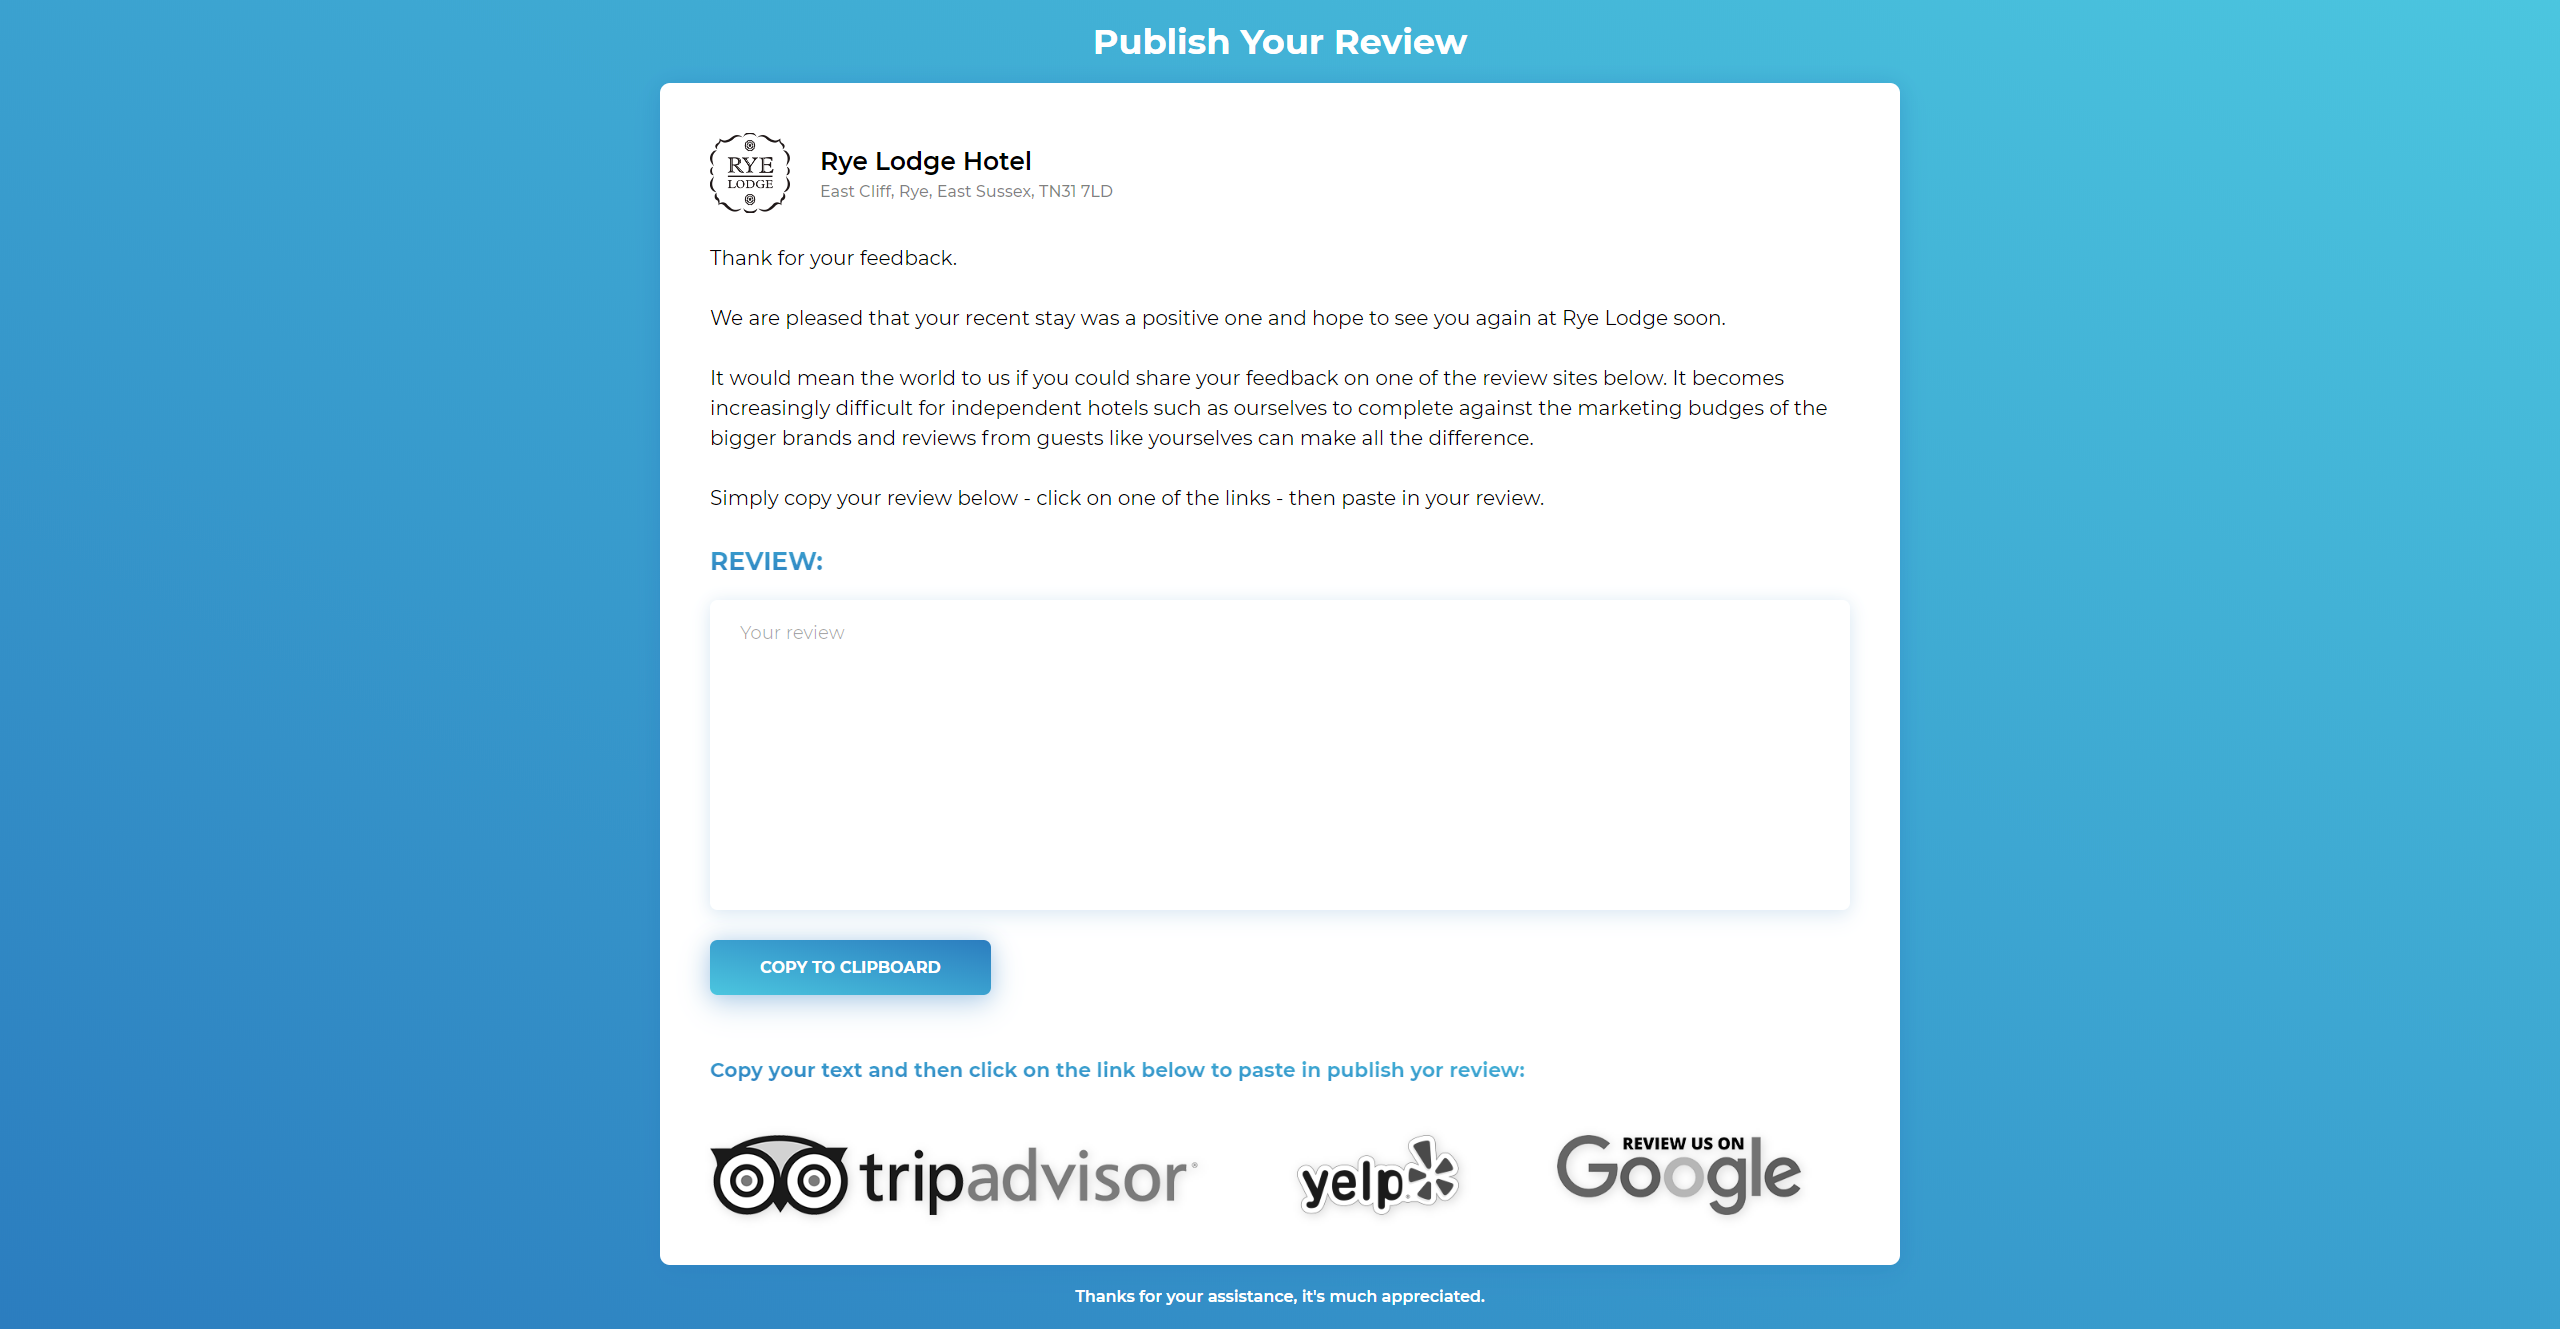 Publish Your Review
RYE
LODGE
Rye Lodge Hotel
East Cliff, Rye, East Sussex, TN31 7LD
Thank for your feedback.
We are pleased that your recent stay was a positive one and hope to see you again at Rye Lodge soon.
It would mean the world to us if you could share your feedback on one of the review sites below. It becomes
increasingly difficult for independent hotels such as ourselves to complete against the marketing budges of the
bigger brands and reviews from guests like yourselves can make all the difference.
Simply copy your review below - click on one of the links - then paste in your review.
REVIEW:
Your review
COPY TO CLIPBOARD
Copy your text and then click on the link below to paste in publish yor review:
tripadvisor®
yelp
REVIEW US ON
Google
Thanks for your assistance, it's much appreciated.